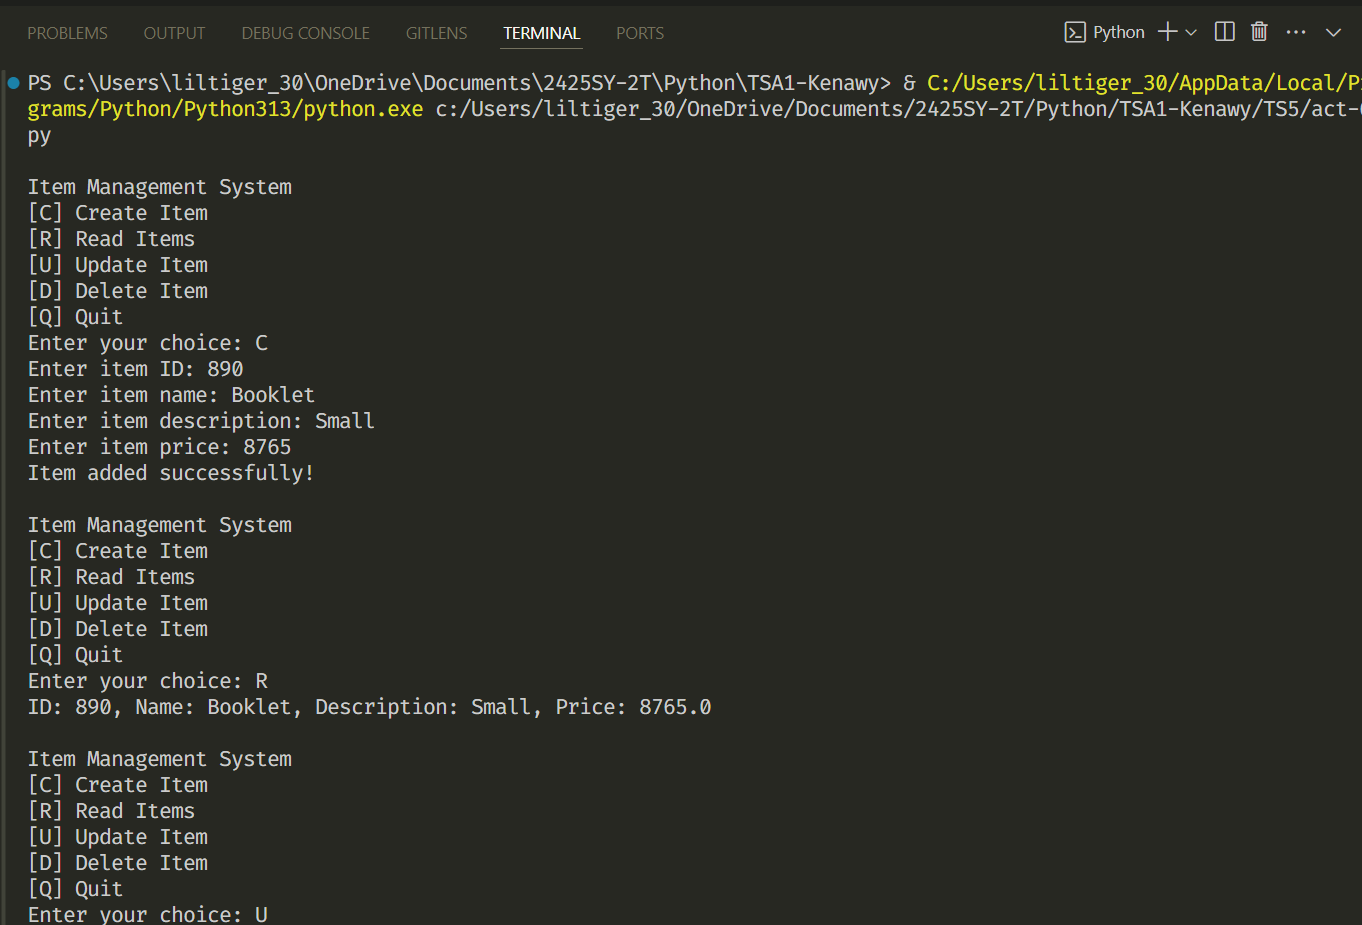 PROBLEMS OUTPUT DEBUG CONSOLE GITLENS TERMINAL PORTS Python
PS C:\Users\liltiger_30\OneDrive\Documents\2425SY-2T\Python\TSA1-Kenawy> & C:/Users/liltiger_30/AppData/Local/P
grams/Python/Python313/python.exe c:/Users/liltiger_30/OneDrive/Documents/2425SY-2T/Python/TSA1-Kenawy/TS5/act-
py
Item Management System
[C] Create Item
[R] Read Items
[U] Update Item
[D] Delete Item
[Q] Quit
Enter your choice: C
Enter item ID: 890
Enter item name: Booklet
Enter item description: Small
Enter item price: 8765
Item added successfully!
Item Management System
[C] Create Item
[R] Read Items
[U] Update Item
[D] Delete Item
[Q] Quit
Enter your choice: R
ID: 890, Name: Booklet, Description: Small, Price: 8765.0
Item Management System
[C] Create Item
[R] Read Items
[U] Update Item
[D] Delete Item
[Q] Quit
Enter your choice: U